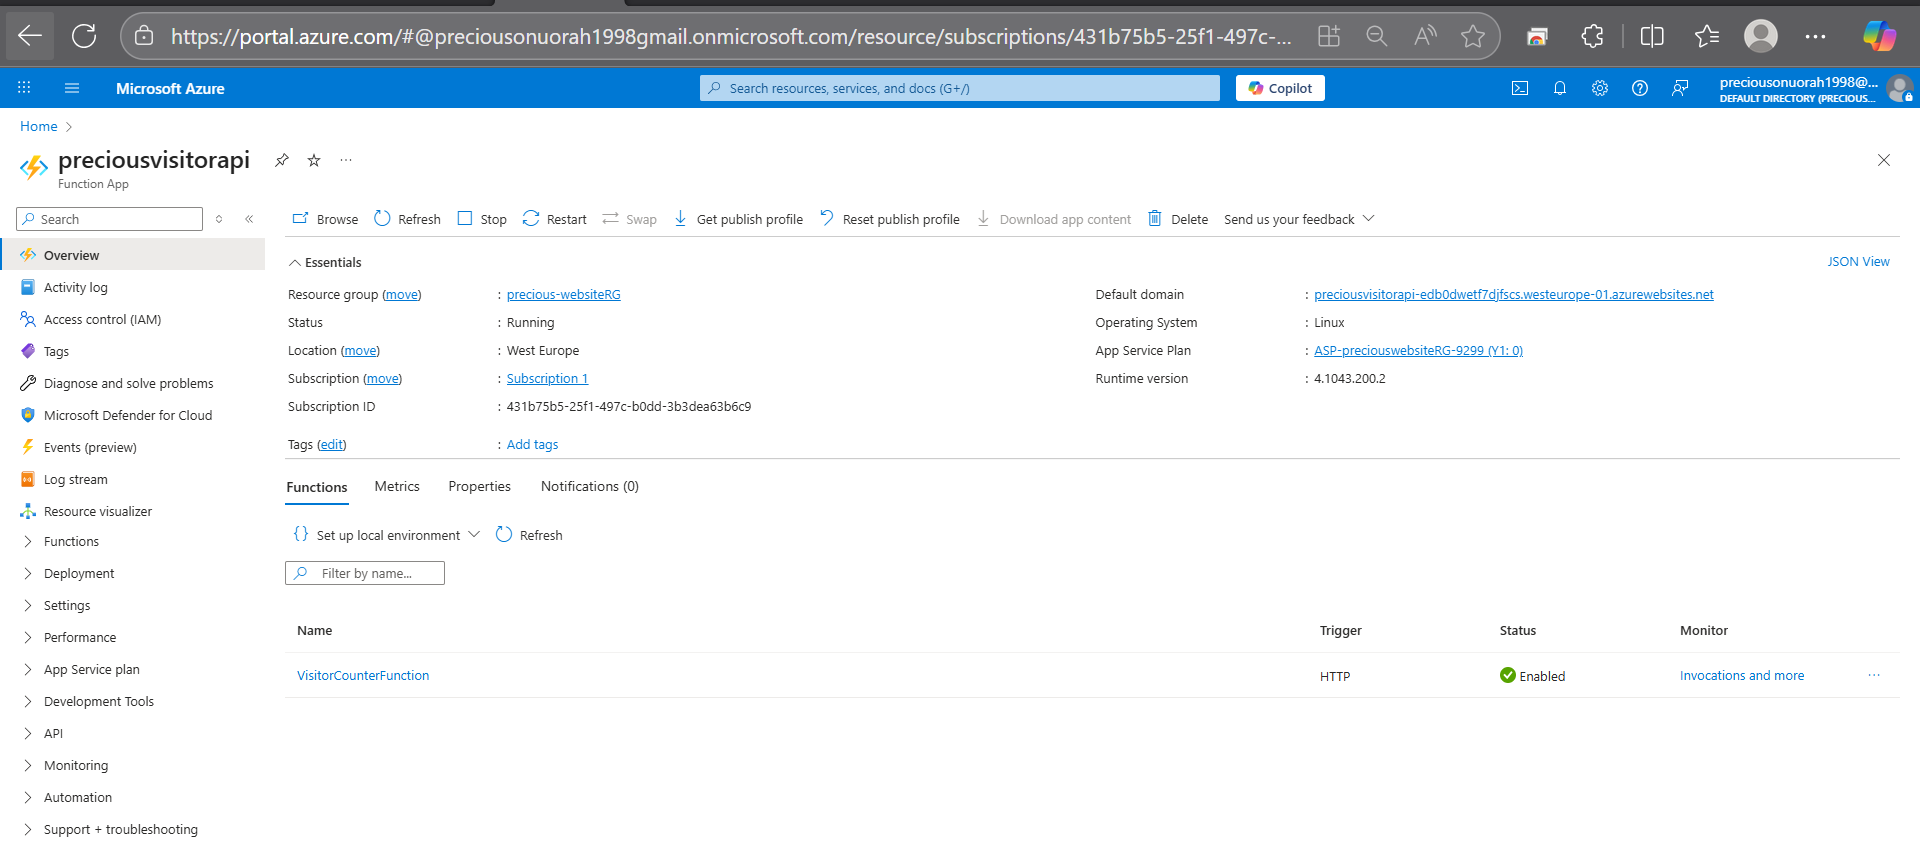 https://portal.azure.com/#@preciousonuorah1998gmail.onmicrosoft.com/resource/subscriptions/431b75b5-25f1-497c-...
Microsoft Azure
Search resources, services, and docs (G+/)
Copilot
preciousonuorah1998@...
DEFAULT DIRECTORY (PRECIOUS...
Home
preciousvisitorapi
Function App
Search
Overview
Activity log
Access control (IAM)
Tags
Diagnose and solve problems
Microsoft Defender for Cloud
Events (preview)
Log stream
Resource visualizer
Functions
Deployment
Settings
Performance
App Service plan
Development Tools
API
Monitoring
Automation
Support + troubleshooting
Browse Refresh Stop Restart Swap Get publish profile Reset publish profile Download app content Delete Send us your feedback
Essentials
JSON View
Resource group (move) : precious-websiteRG
Status : Running
Location (move) : West Europe
Subscription (move) : Subscription 1
Subscription ID : 431b75b5-25f1-497c-b0dd-3b3dea63b6c9
Tags (edit) : Add tags
Default domain : preciousvisitorapi-edb0dwetf7djfscs.westeurope-01.azurewebsites.net
Operating System : Linux
App Service Plan : ASP-preciouswebsiteRG-9299 (Y1: 0)
Runtime version : 4.1043.200.2
Functions Metrics Properties Notifications (0)
{} Set up local environment Refresh
Filter by name...
Name Trigger Status Monitor
VisitorCounterFunction HTTP Enabled Invocations and more ...